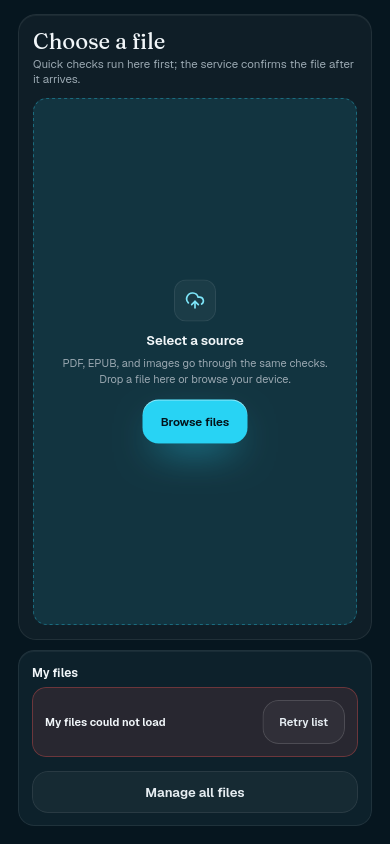 Choose a file
Quick checks run here first; the service confirms the file after
it arrives.
Select a source
PDF, EPUB, and images go through the same checks.
Drop a file here or browse your device.
Browse files
My files
My files could not load
Retry list
Manage all files